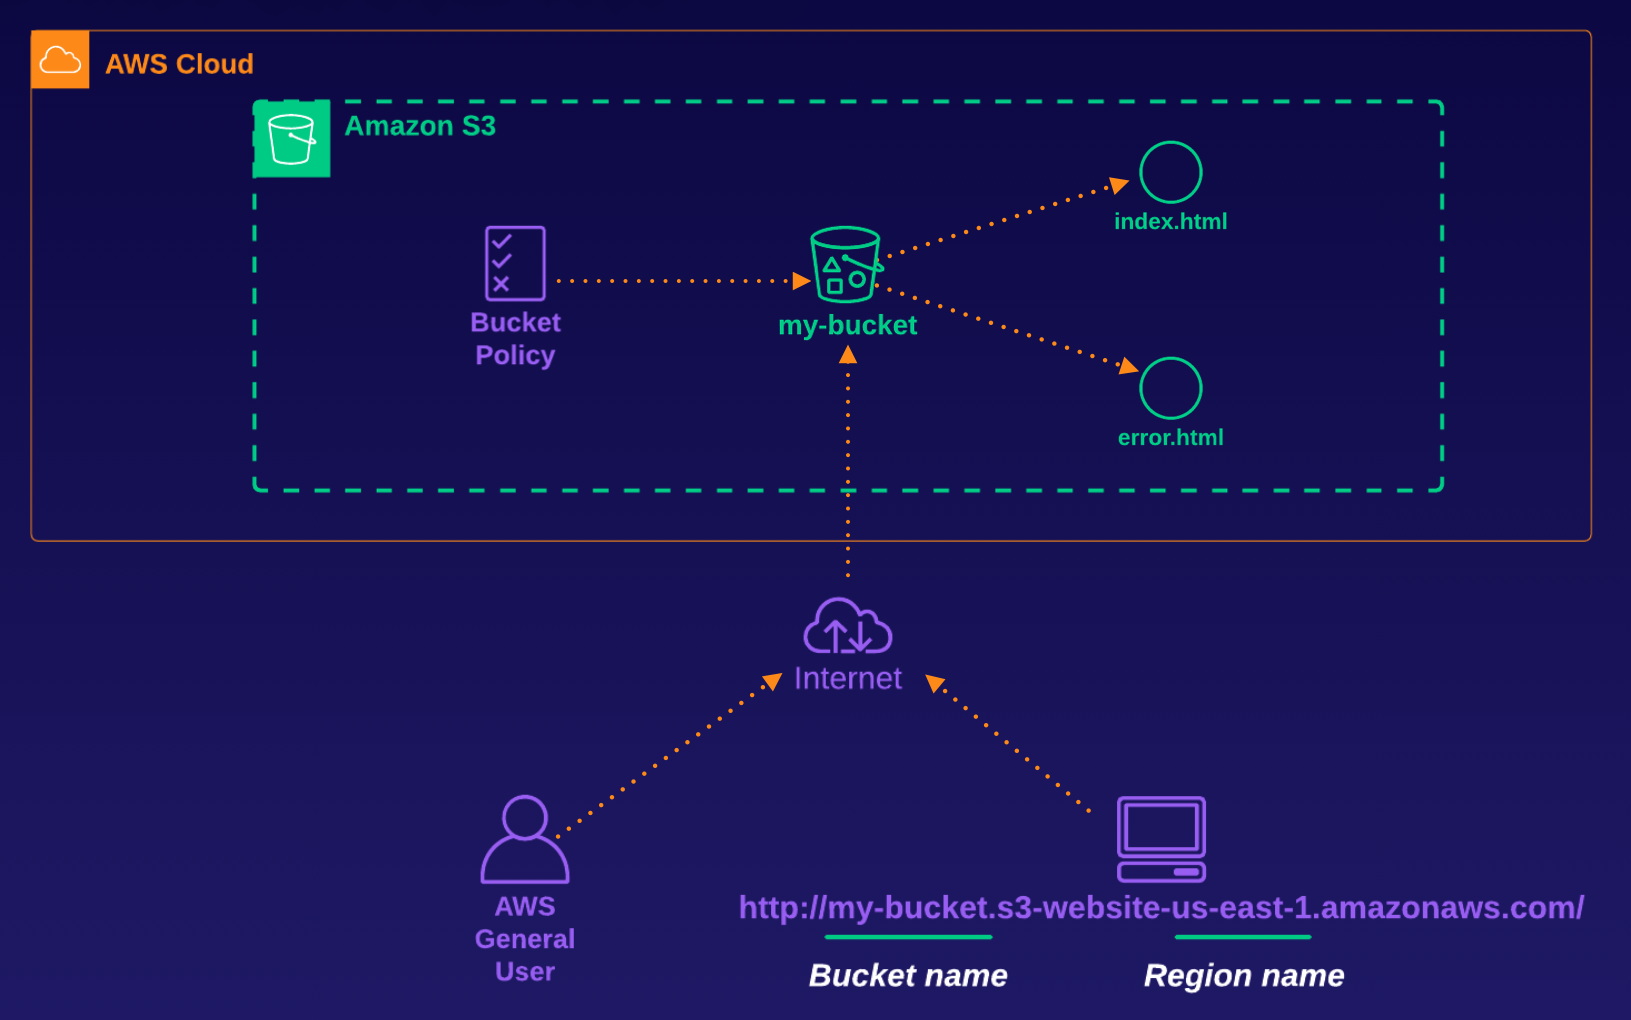 AWS Cloud
Amazon S3
index.html
Bucket
Policy
my-bucket
error.html
Internet
AWS
General
User
http://my-bucket.s3-website-us-east-1.amazonaws.com/
Bucket name
Region name